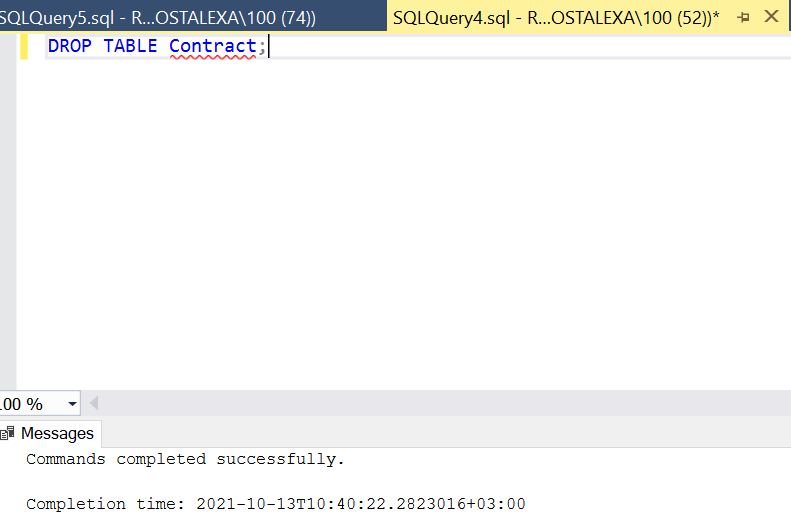 SQLQuery5.sql - R...OSTALEXA\100 (74))
SQLQuery4.sql - R...OSTALEXA\100 (52))*
DROP TABLE Contract;
.00 %
Messages
Commands completed successfully.
Completion time: 2021-10-13T10:40:22.2823016+03:00